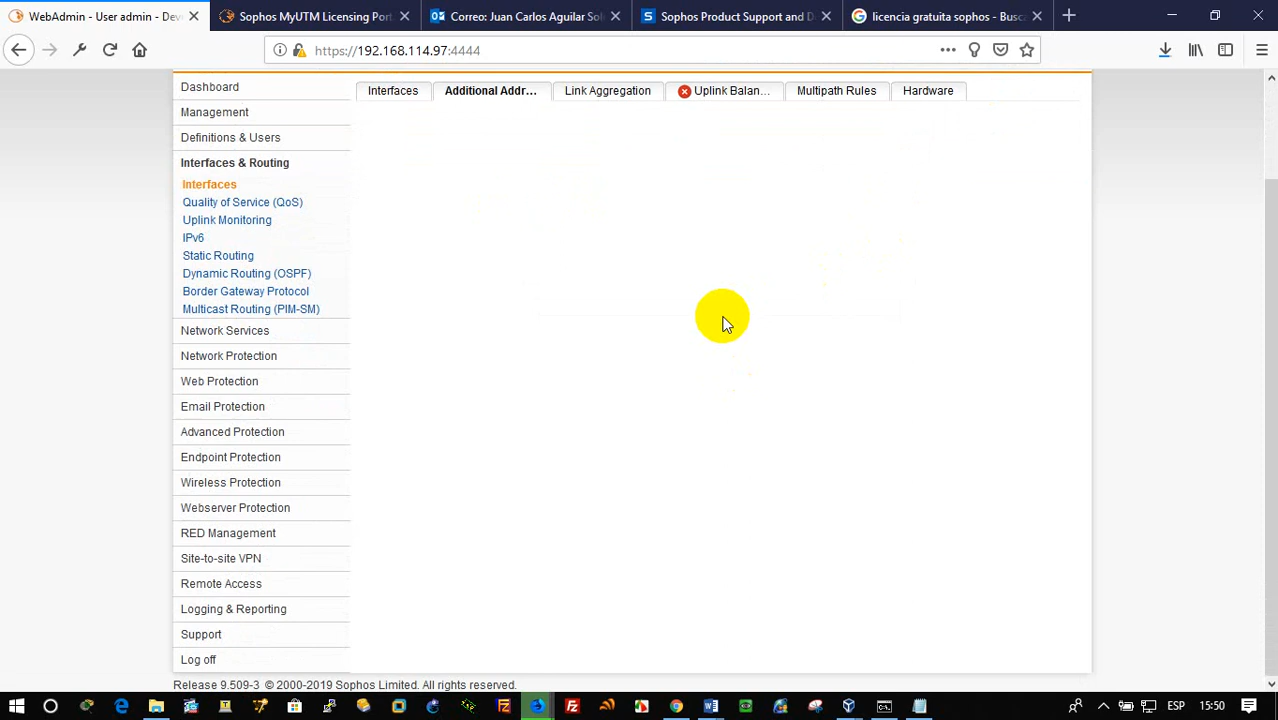 WebAdmin - User admin - Dev
Sophos MyUTM Licensing Port
Correo: Juan Carlos Aguilar Sol
Sophos Product Support and D
licencia gratuita sophos - Busc
https://192.168.114.97:4444
Dashboard
Management
Definitions & Users
Interfaces & Routing
Interfaces
Quality of Service (QoS)
Uplink Monitoring
IPv6
Static Routing
Dynamic Routing (OSPF)
Border Gateway Protocol
Multicast Routing (PIM-SM)
Network Services
Network Protection
Web Protection
Email Protection
Advanced Protection
Endpoint Protection
Wireless Protection
Webserver Protection
RED Management
Site-to-site VPN
Remote Access
Logging & Reporting
Support
Log off
Interfaces
Additional Addr...
Link Aggregation
Uplink Balan...
Multipath Rules
Hardware
Release 9.509-3 © 2000-2019 Sophos Limited. All rights reserved.
ESP
15:50